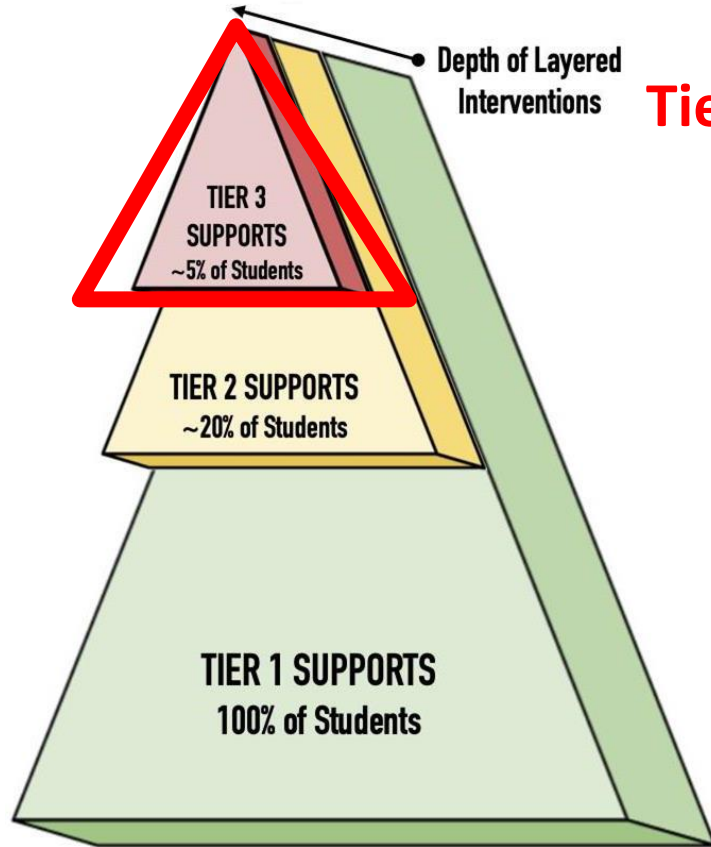 Depth of Layered
Interventions
Tie
TIER 3
SUPPORTS
~5% of Students
TIER 2 SUPPORTS
~20% of Students
TIER 1 SUPPORTS
100% of Students